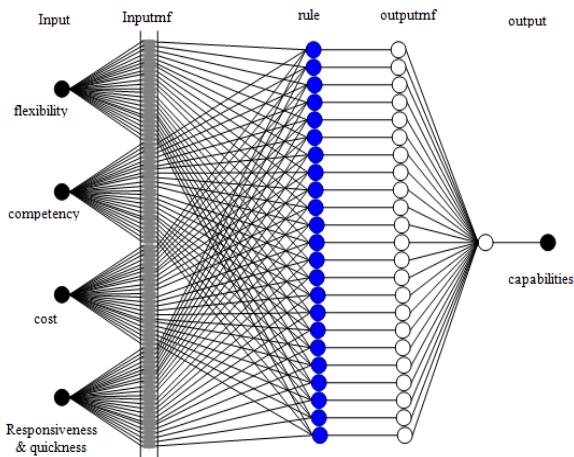 Input
Inputmf
rule
outputmf
output
flexibility
competency
capabilities
cost
Responsiveness
& quickness